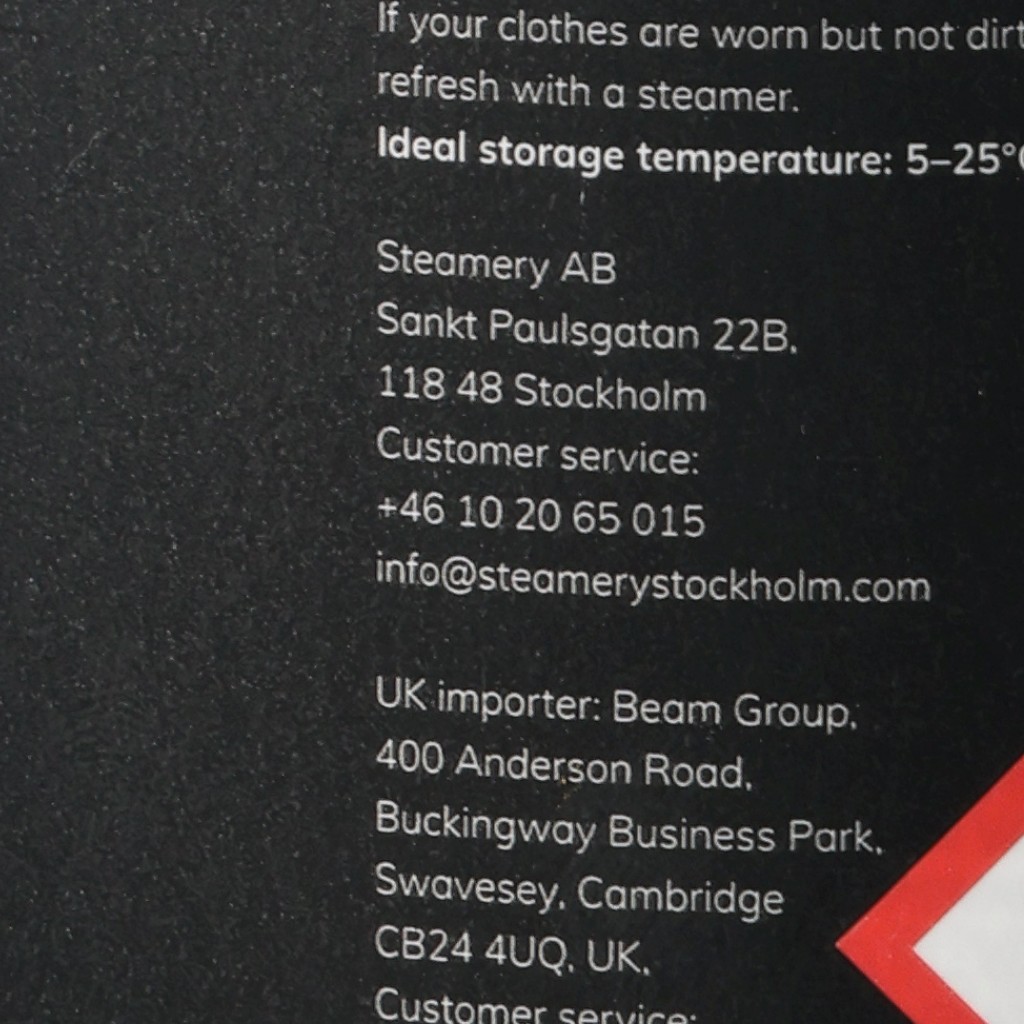 If your clothes are worn but not dirt
refresh with a steamer.
Ideal storage temperature: 5–25°
Steamery AB
Sankt Paulsgatan 22B,
118 48 Stockholm
Customer service:
+46 10 20 65 015
info@steamerystockholm.com
UK importer: Beam Group,
400 Anderson Road,
Buckingway Business Park,
Swavesey, Cambridge
CB24 4UQ, UK.
Customer service: